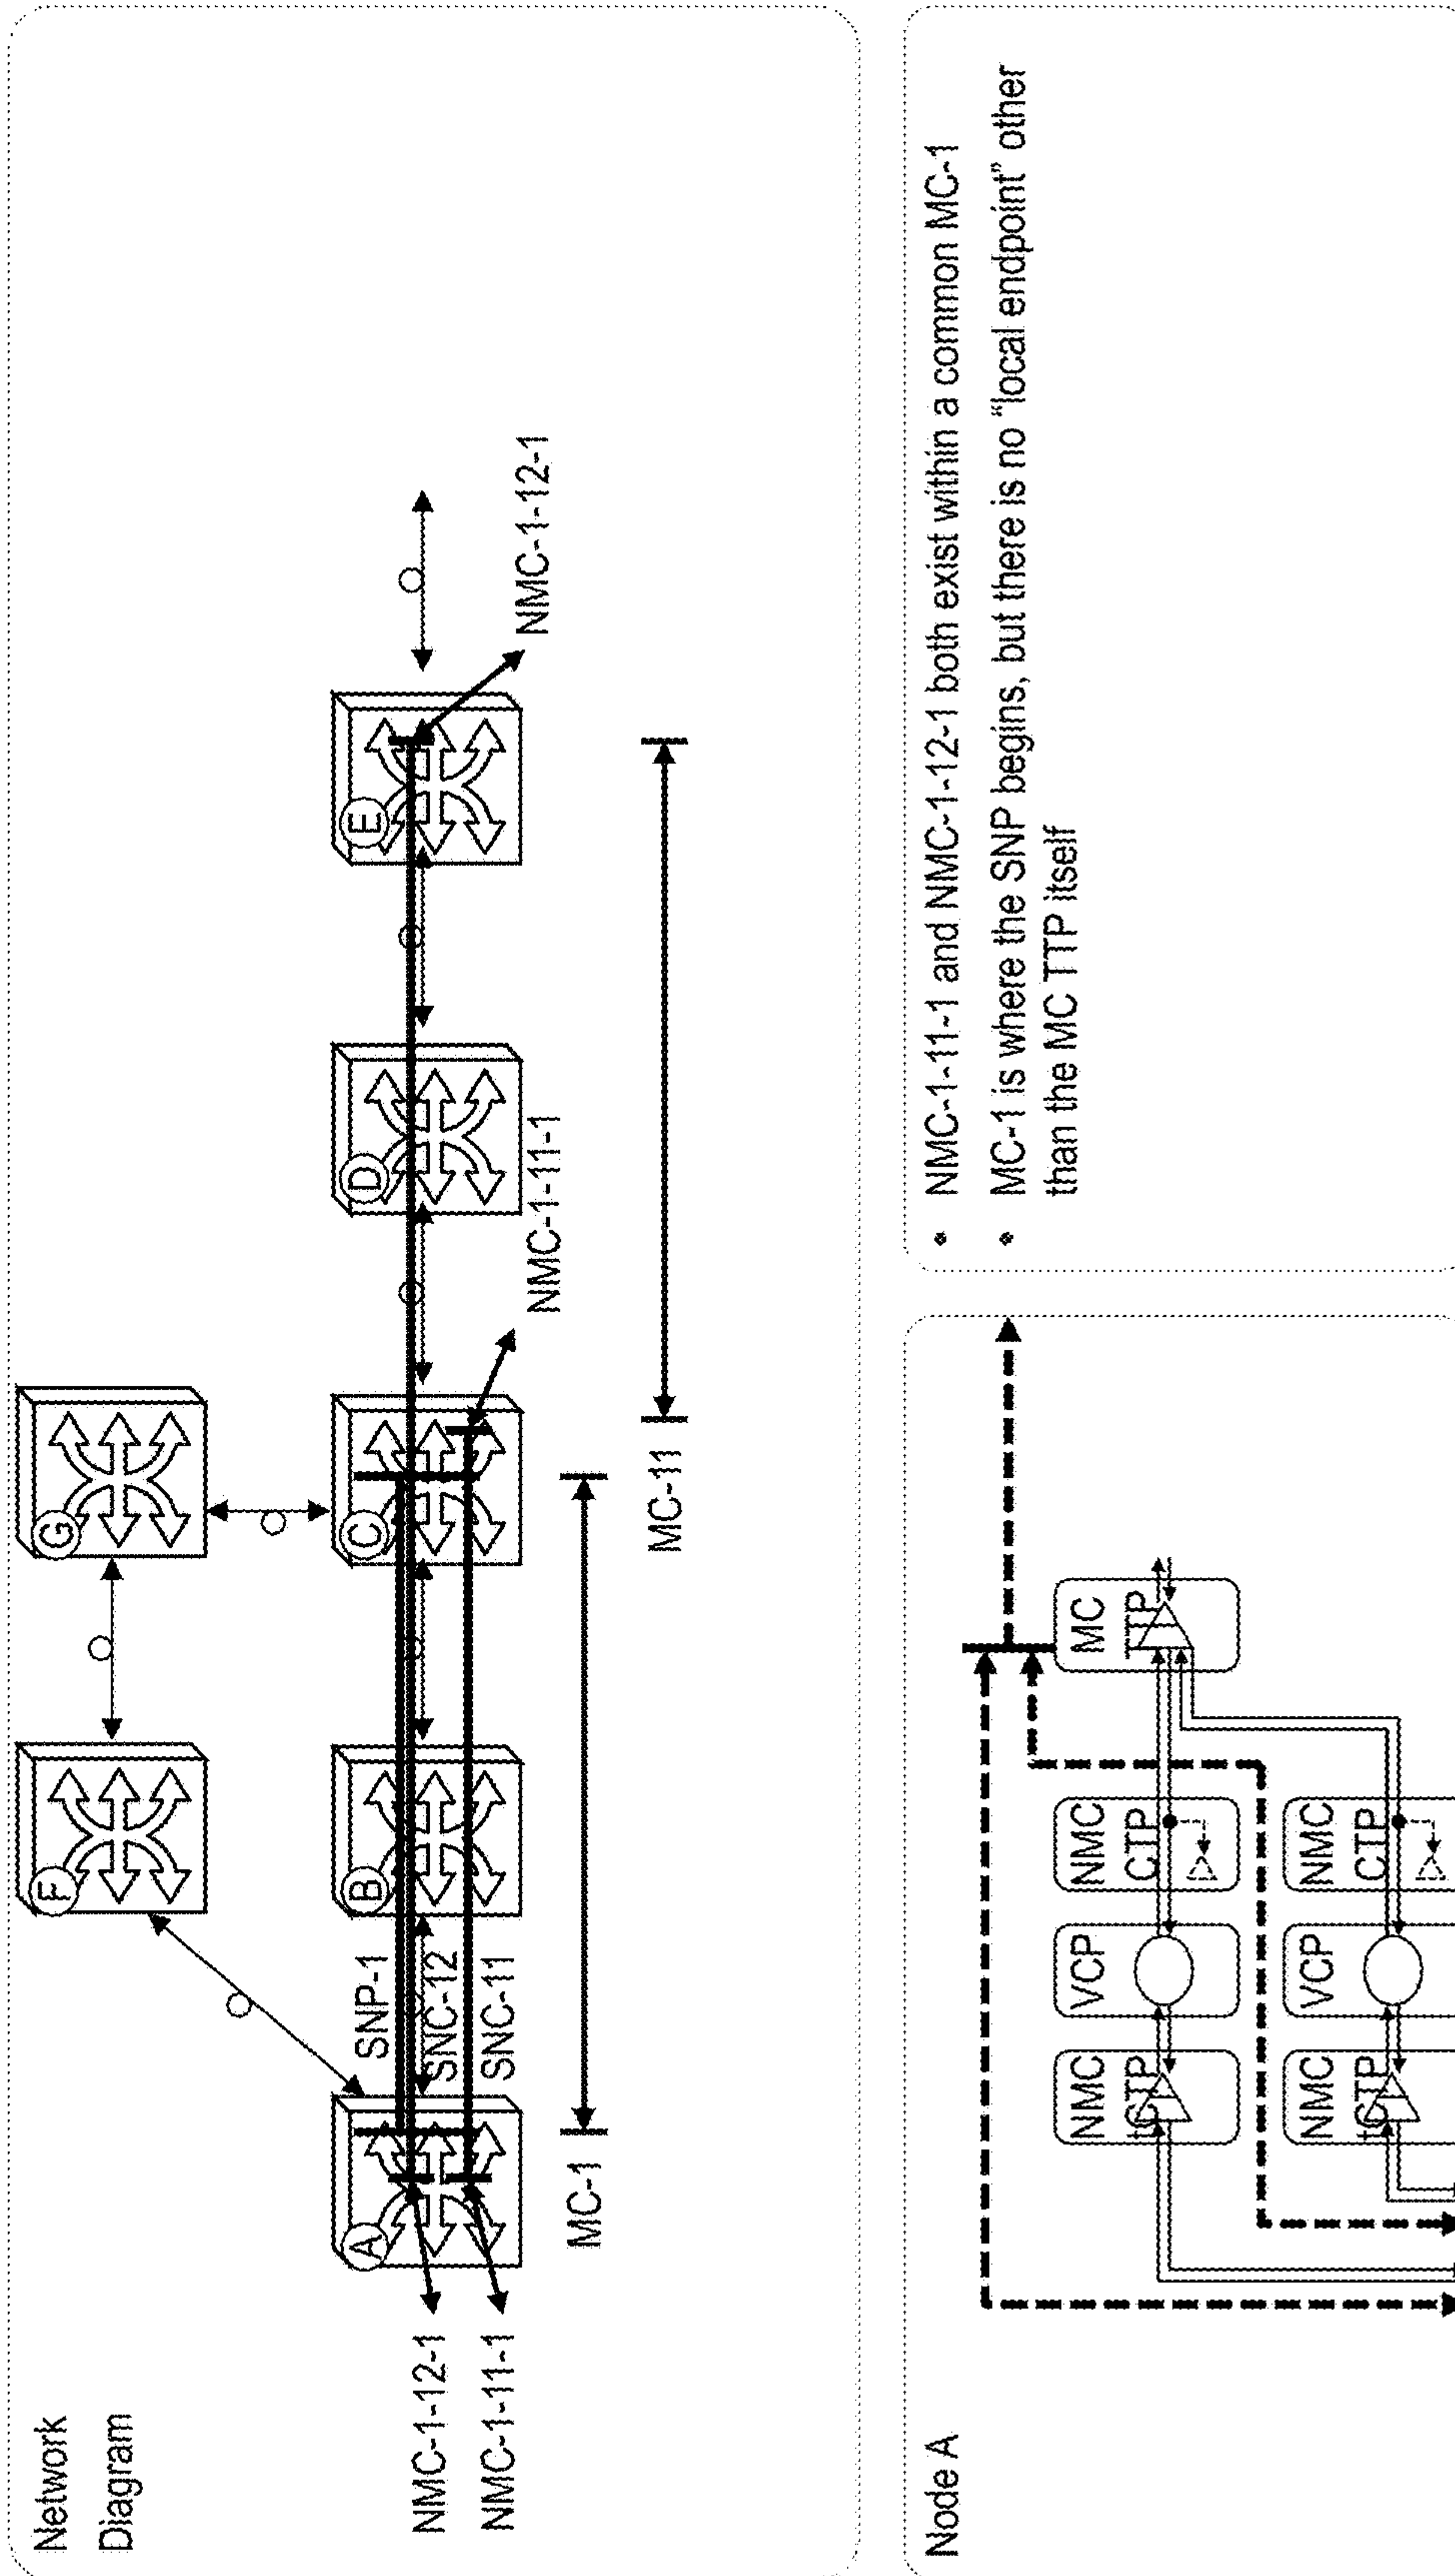 Network
Diagram
F
G
A
B
C
D
E
SNP-1
SNC-12
SNC-11
NMC-1-12-1
NMC-1-11-1
NMC-1-11-1
NMC-1-12-1
MC-1
MC-11
Node A
NMC
tCTP
VCP
NMC
CTP
MC
TTP
NMC
tCTP
VCP
NMC
CTP
• NMC-1-11-1 and NMC-1-12-1 both exist within a common MC-1
• MC-1 is where the SNP begins, but there is no “local endpoint” other
than the MC TTP itself